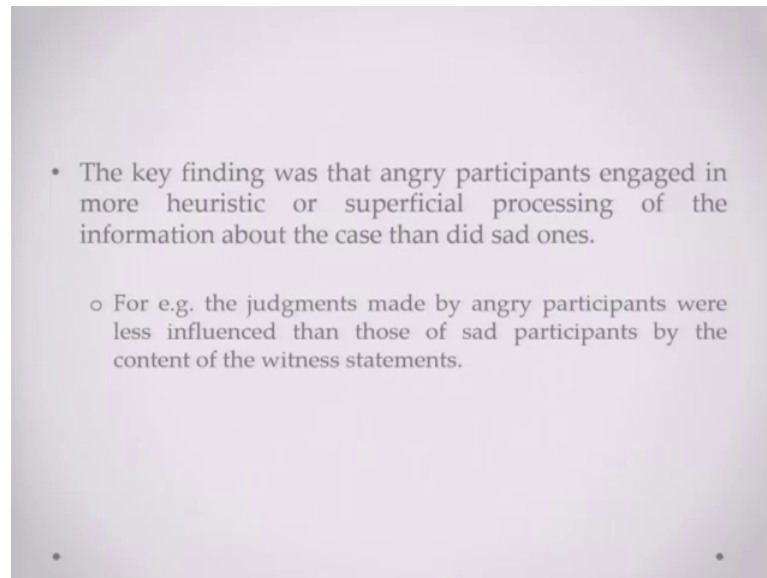 • The key finding was that angry participants engaged in
more heuristic or superficial processing of the
information about the case than did sad ones.
o For e.g. the judgments made by angry participants were
less influenced than those of sad participants by the
content of the witness statements.